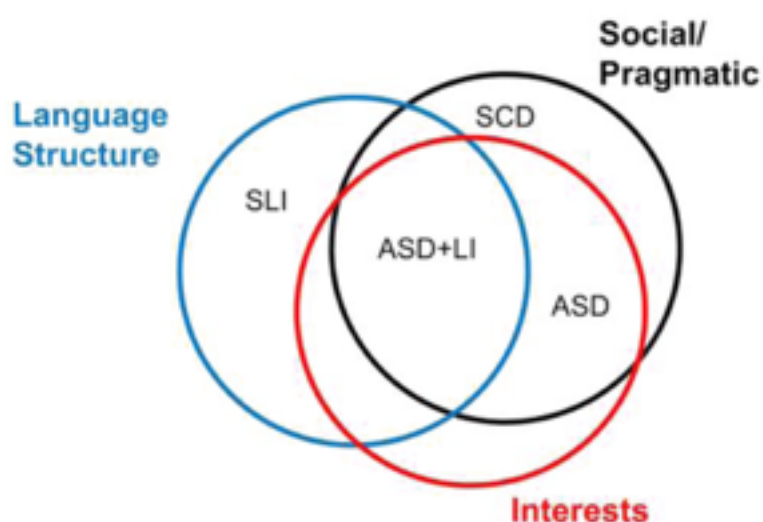 Social/
Pragmatic
Language
Structure
SCD
SLI
ASD+LI
ASD
Interests